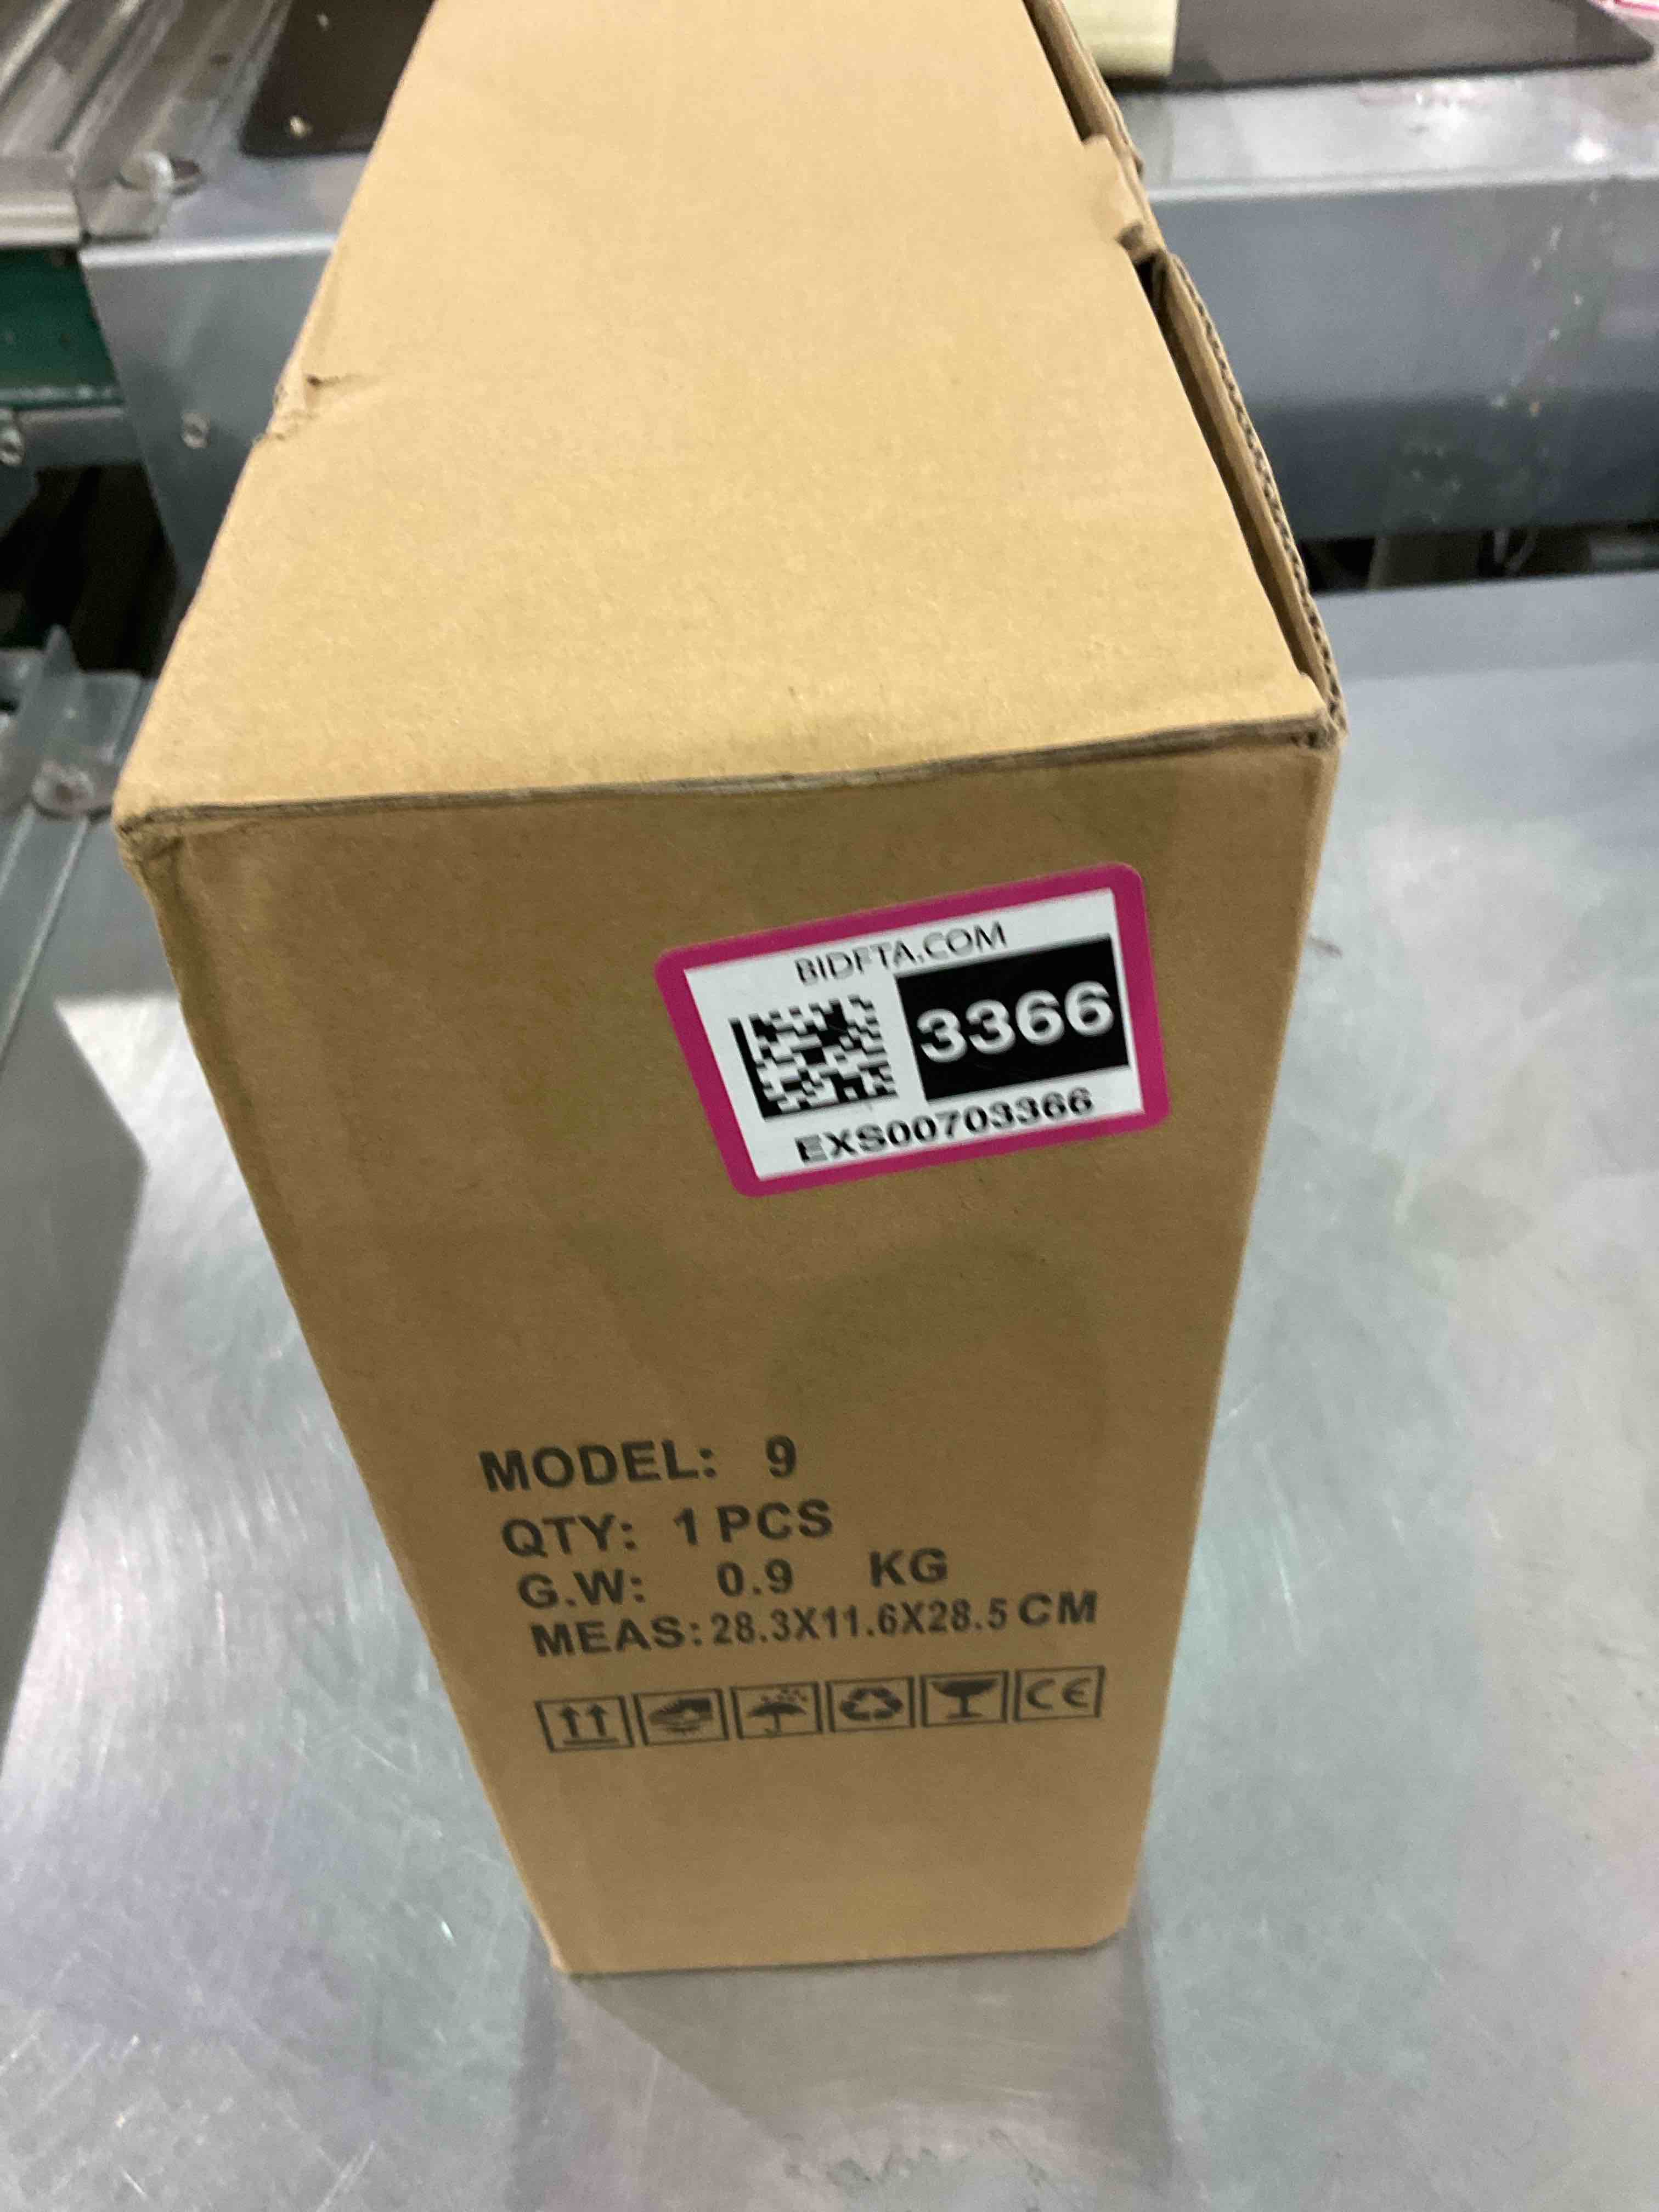 BIDFTA.COM
3366
EXS00703366
MODEL: 9
QTY: 1 PCS
G.W: 0.9 KG
MEAS: 28.3X11.6X28.5 CM
CE